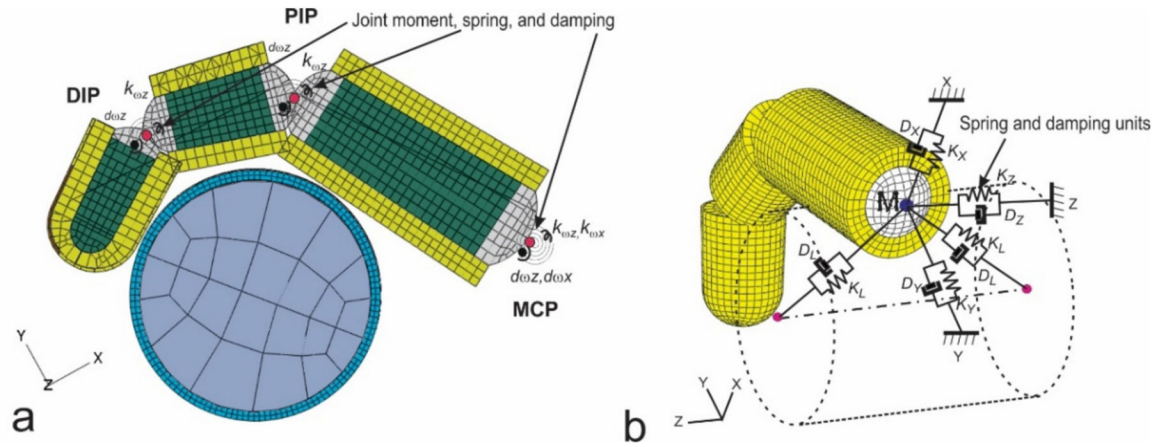 PIP
Joint moment, spring, and damping
dωz
kωz
DIP
kωz
dωz
kωz, kωx
dωz, dωx
MCP
Y
X
Z
a
X
DX
KX
Spring and damping units
KZ
M
DZ
Z
KL
DL
DL
KL
DY
KY
Y
Y
X
Z
b